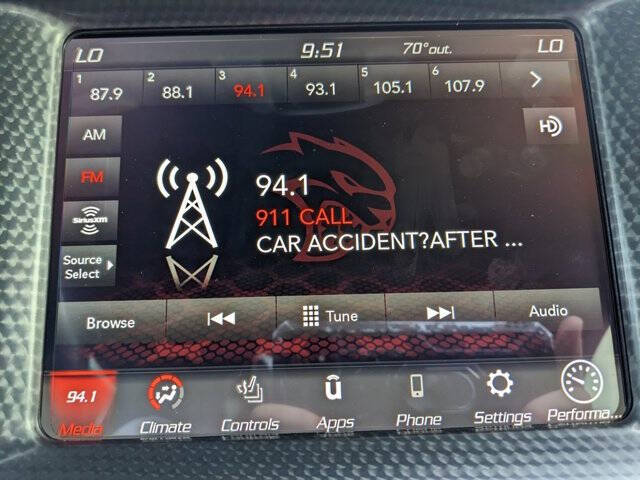 LO 9:51 70°out. LO
1 87.9 2 88.1 3 94.1 4 93.1 5 105.1 6 107.9
AM
HD
FM
94.1
911 CALL
SiriusXM
CAR ACCIDENT?AFTER ...
Source
Select
Browse Tune Audio
94.1
Media Climate Controls Apps Phone Settings Performa...